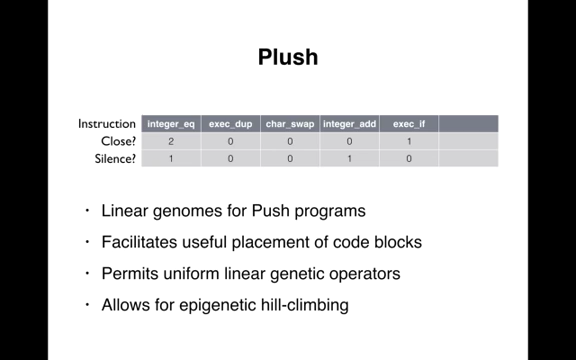 Plush
Instruction integer_eq exec_dup char_swap integer_add exec_if
Close? 2 0 0 0 1
Silence? 1 0 0 1 0
• Linear genomes for Push programs
• Facilitates useful placement of code blocks
• Permits uniform linear genetic operators
• Allows for epigenetic hill-climbing